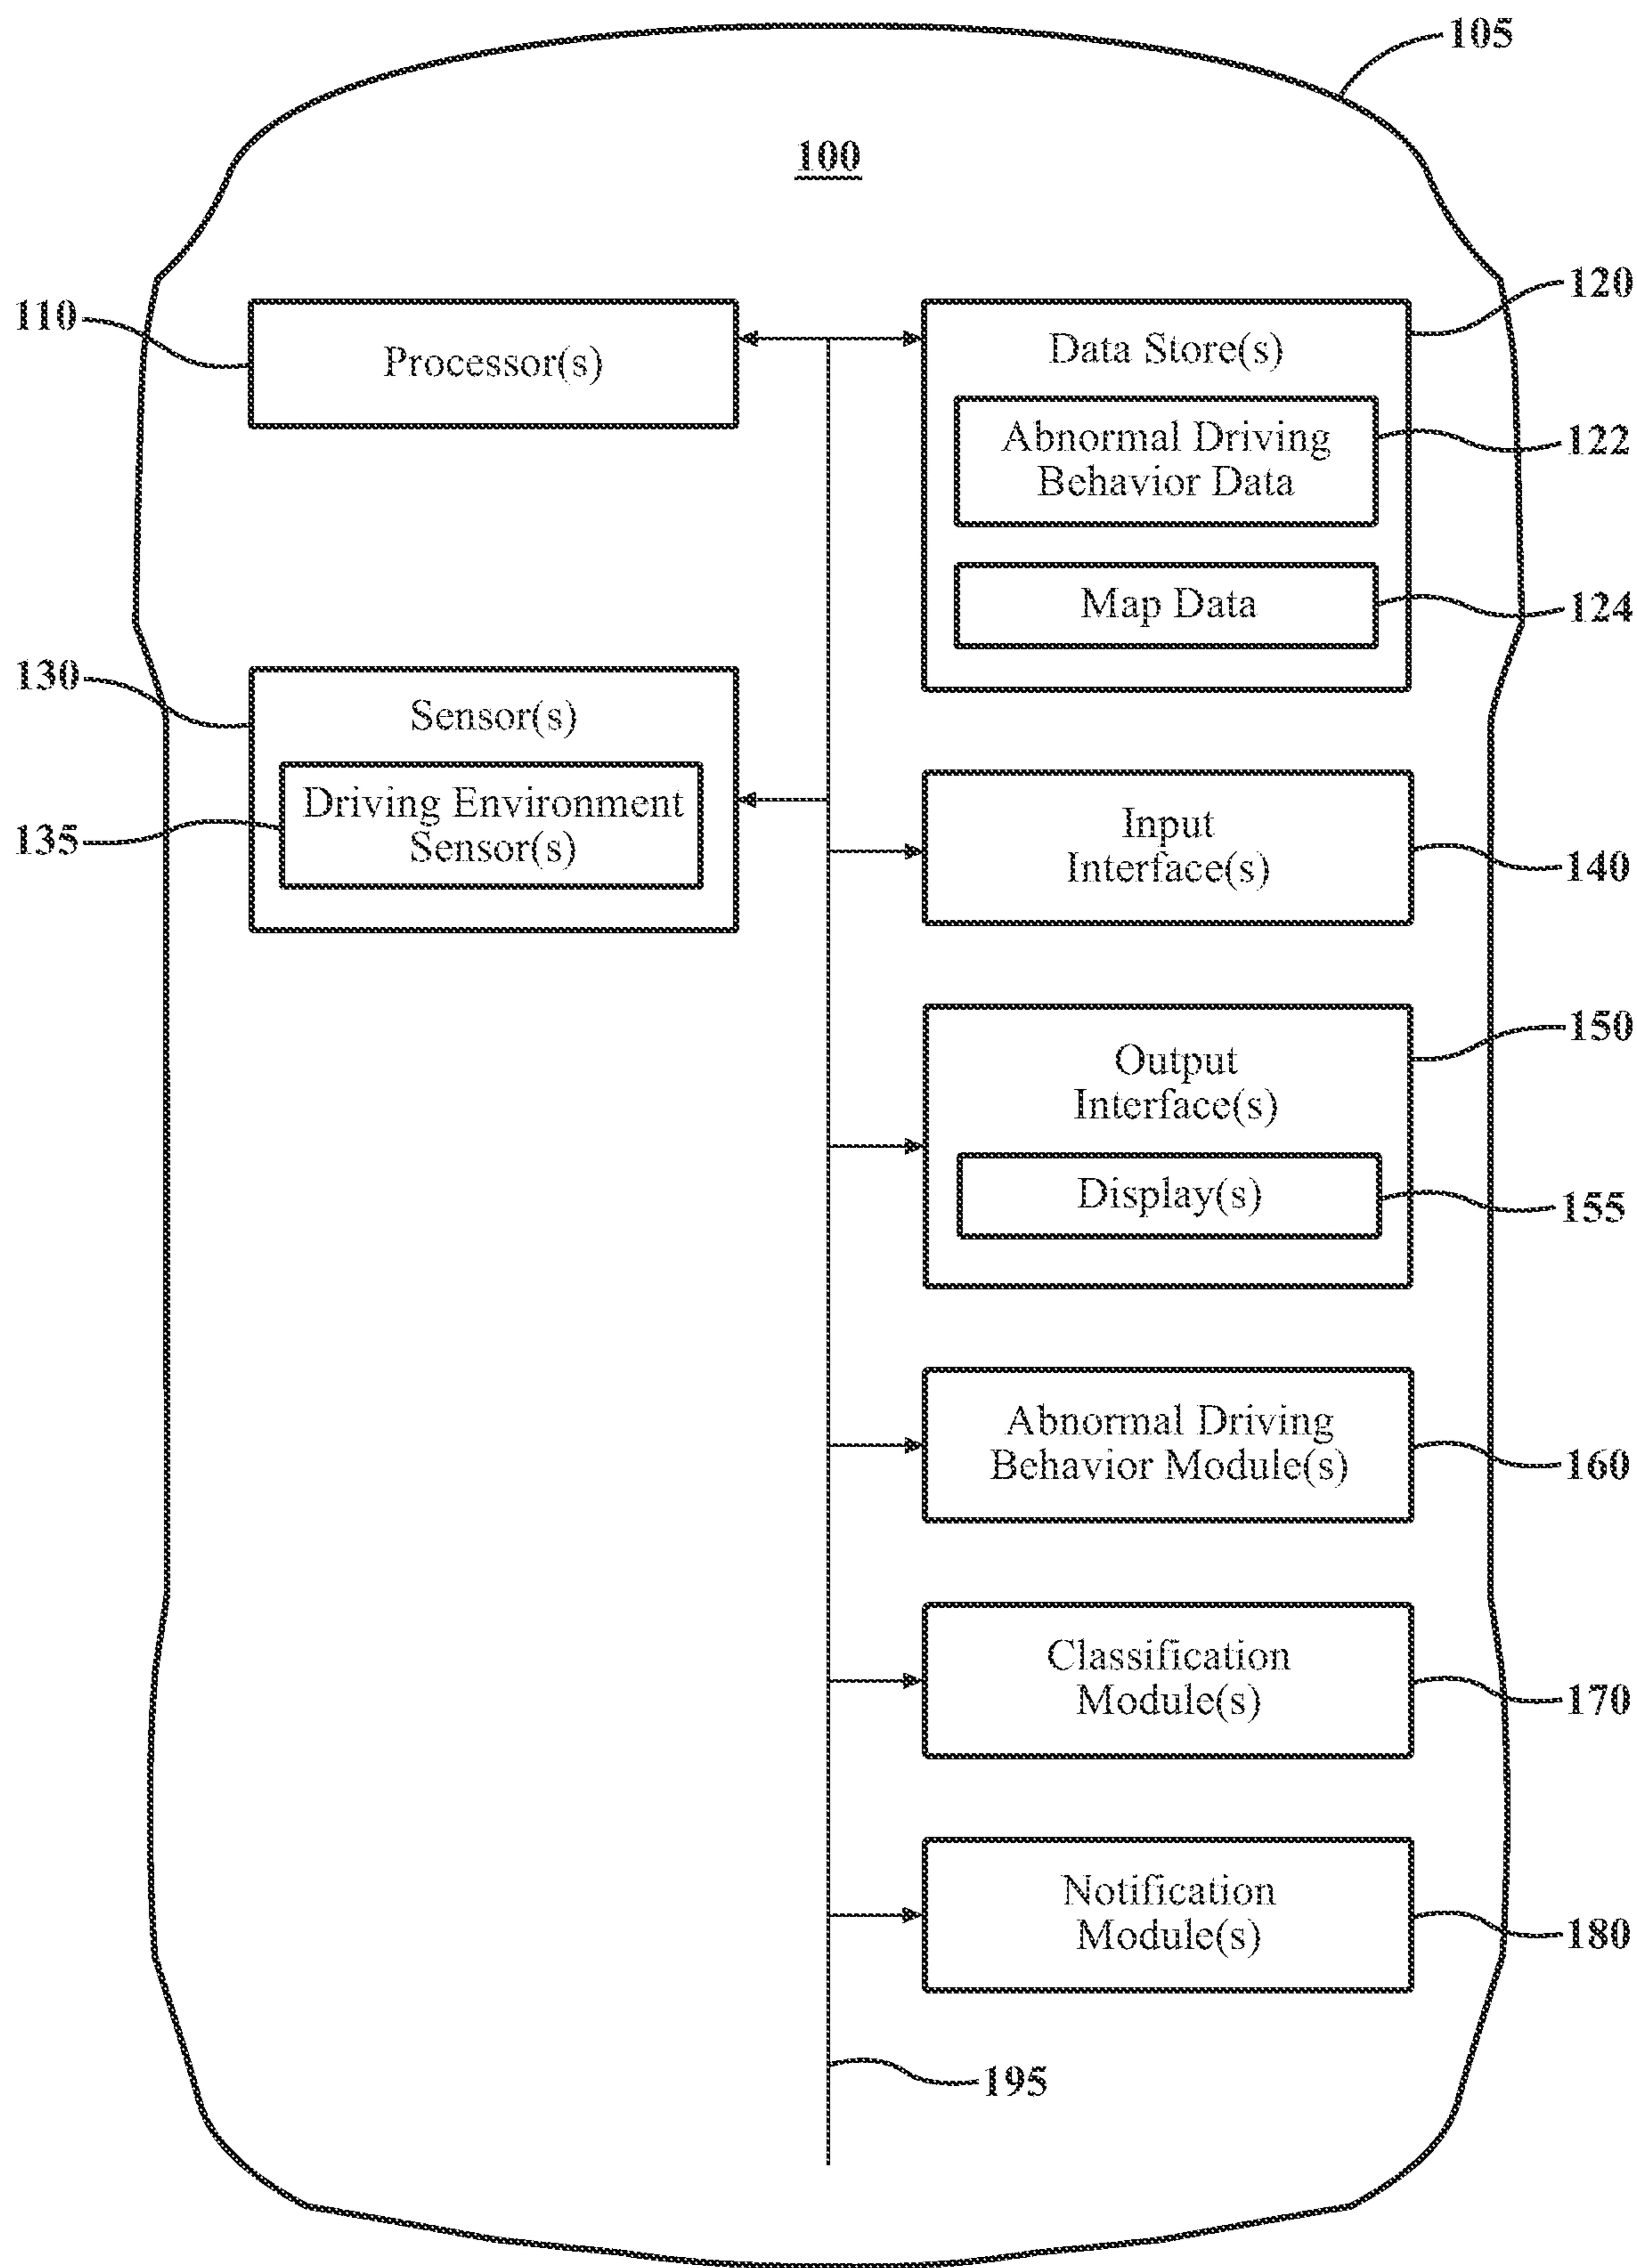 105
100
110
Processor(s)
120
Data Store(s)
Abnormal Driving
Behavior Data
122
Map Data
124
130
Sensor(s)
Driving Environment
Sensor(s)
135
Input
Interface(s)
140
150
Output
Interface(s)
Display(s)
155
Abnormal Driving
Behavior Module(s)
160
Classification
Module(s)
170
Notification
Module(s)
180
195